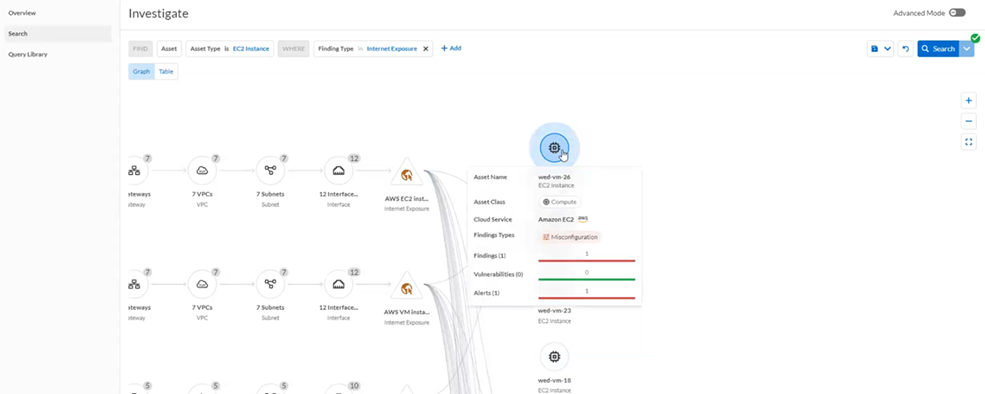 Overview
Investigate
Advanced Mode
Search
Query Library
FIND Asset Asset Type is EC2 Instance WHERE Finding Type in Internet Exposure × + Add
Search
Graph Table
7 7 7 12
ateways 7 VPCs 7 Subnets 12 Interface... AWS EC2 inst...
ateway VPC Subnet Interface Internet Exposure
Asset Name wed-vm-26
EC2 Instance
Asset Class Compute
Cloud Service Amazon EC2 aws
Findings Types Misconfiguration
Findings (1) 1
Vulnerabilities (0) 0
Alerts (1) 1
7 7 7 12
ateways 7 VPCs 7 Subnets 12 Interface... AWS VM insta...
ateway VPC Subnet Interface Internet Exposure
wed-vm-23
EC2 Instance
wed-vm-18
EC2 Instance
5 5 5 10